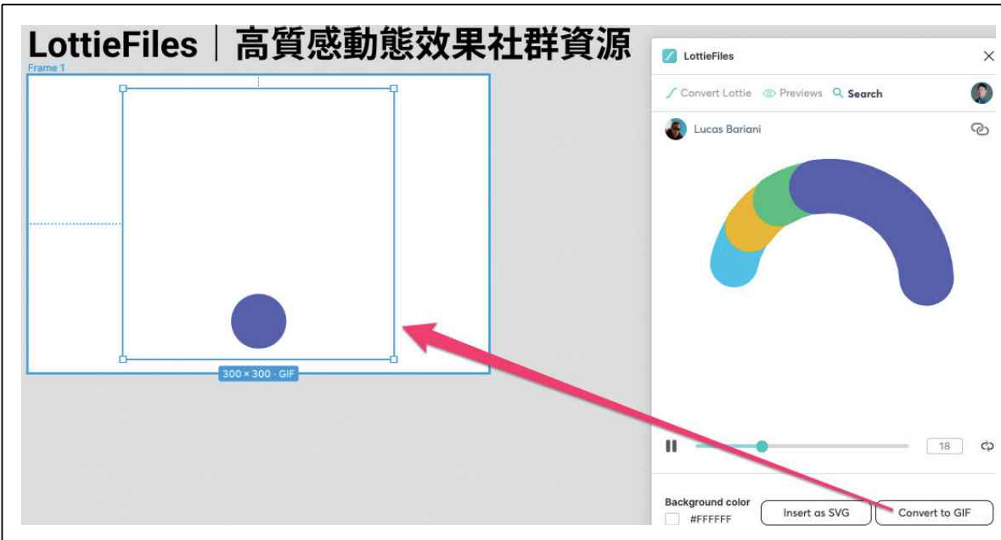 LottieFiles｜高質感動態效果社群資源
Frame 1
300 × 300 · GIF
LottieFiles
Convert Lottie Previews Search
Lucas Bariani
18
Background color
#FFFFFF
Insert as SVG
Convert to GIF